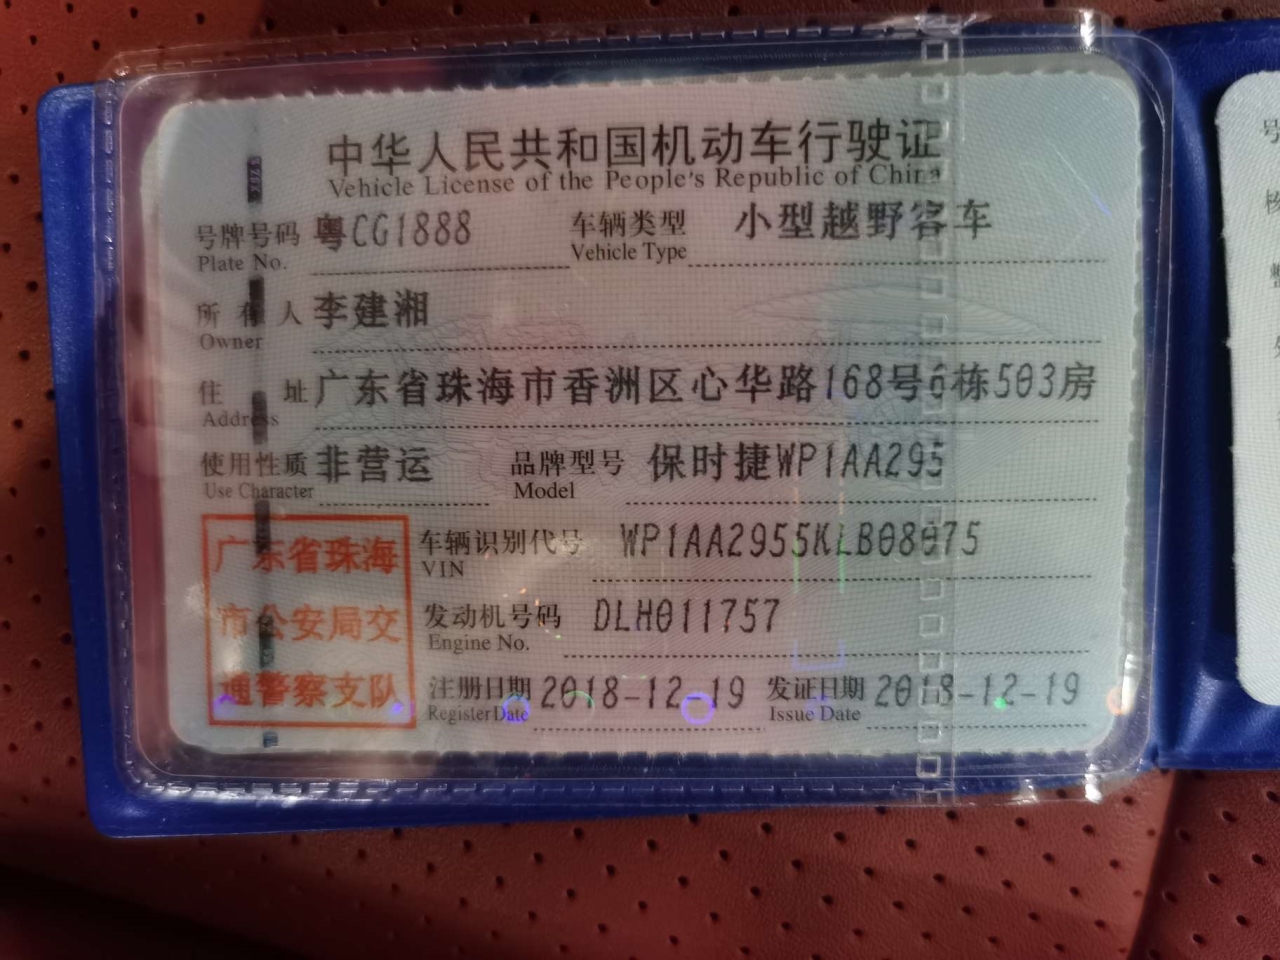 中华人民共和国机动车行驶证
Vehicle License of the People's Republic of China
号牌号码 粤CG1888 车辆类型 小型越野客车
Plate No. Vehicle Type
所有人 李建湘
Owner
住址 广东省珠海市香洲区心华路168号6栋503房
Address
使用性质 非营运 品牌型号 保时捷WP1AA295
Use Character Model
广东省珠海
市公安局交
通警察支队
车辆识别代号 WP1AA2955KLB08075
VIN
发动机号码 DLH011757
Engine No.
注册日期 2018-12-19 发证日期 2018-12-19
Register Date Issue Date
号